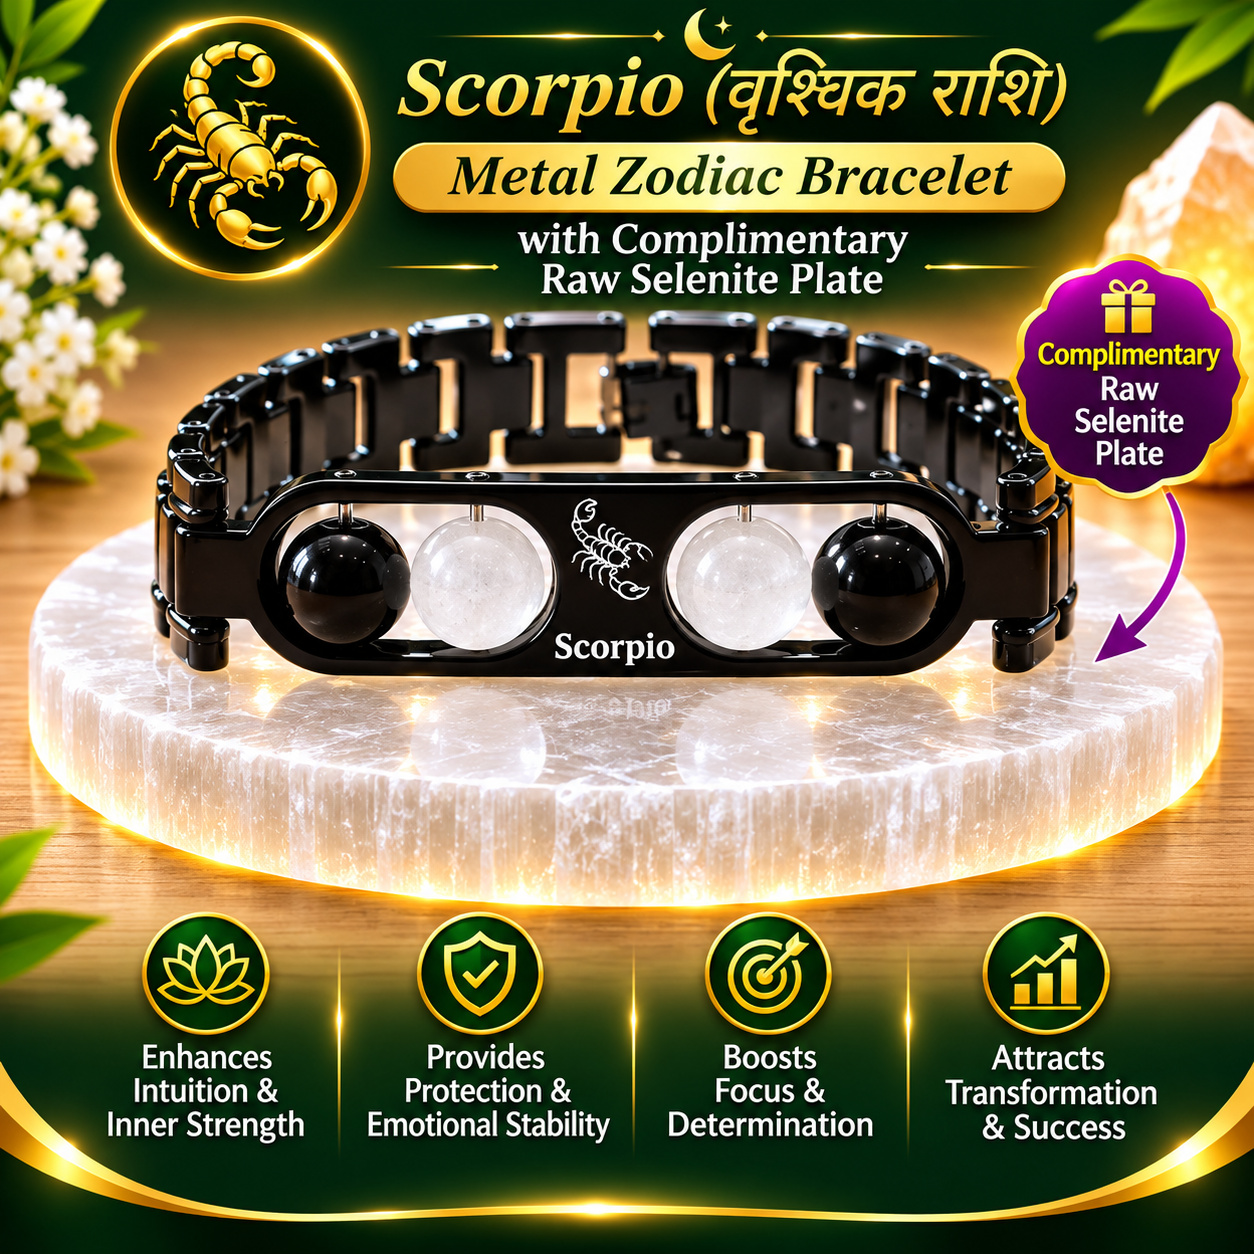 Scorpio (वृश्चिक राशि)
Metal Zodiac Bracelet
with Complimentary
Raw Selenite Plate
Complimentary
Raw
Selenite
Plate
Scorpio
Enhances
Intuition &
Inner Strength
Provides
Protection &
Emotional Stability
Boosts
Focus &
Determination
Attracts
Transformation
& Success